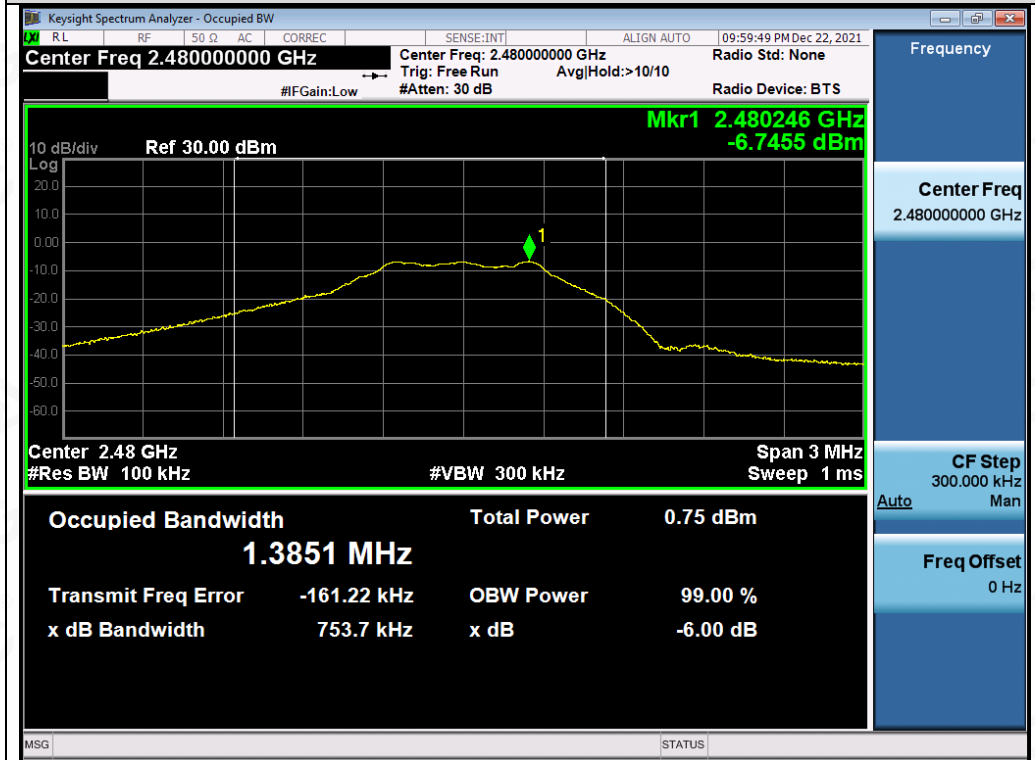 Keysight Spectrum Analyzer - Occupied BW
LXI RL RF 50 Ω AC CORREC SENSE:INT ALIGN AUTO 09:59:49 PM Dec 22, 2021
Center Freq 2.480000000 GHz
#IFGain:Low
Center Freq: 2.480000000 GHz
Trig: Free Run Avg|Hold:>10/10
#Atten: 30 dB
Radio Std: None
Radio Device: BTS
Mkr1 2.480246 GHz
-6.7455 dBm
10 dB/div Ref 30.00 dBm
Log
20.0
10.0
0.00
-10.0
-20.0
-30.0
-40.0
-50.0
-60.0
1
Center 2.48 GHz Span 3 MHz
#Res BW 100 kHz #VBW 300 kHz Sweep 1 ms
Occupied Bandwidth Total Power 0.75 dBm
1.3851 MHz
Transmit Freq Error -161.22 kHz OBW Power 99.00 %
x dB Bandwidth 753.7 kHz x dB -6.00 dB
Frequency
Center Freq
2.480000000 GHz
CF Step
300.000 kHz
Auto Man
Freq Offset
0 Hz
MSG STATUS